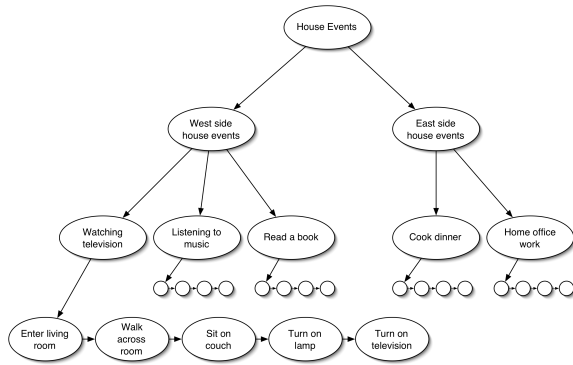 House Events
West side
house events
East side
house events
Watching
television
Listening to
music
Read a book
Cook dinner
Home office
work
Enter living
room
Walk
across
room
Sit on
couch
Turn on
lamp
Turn on
television